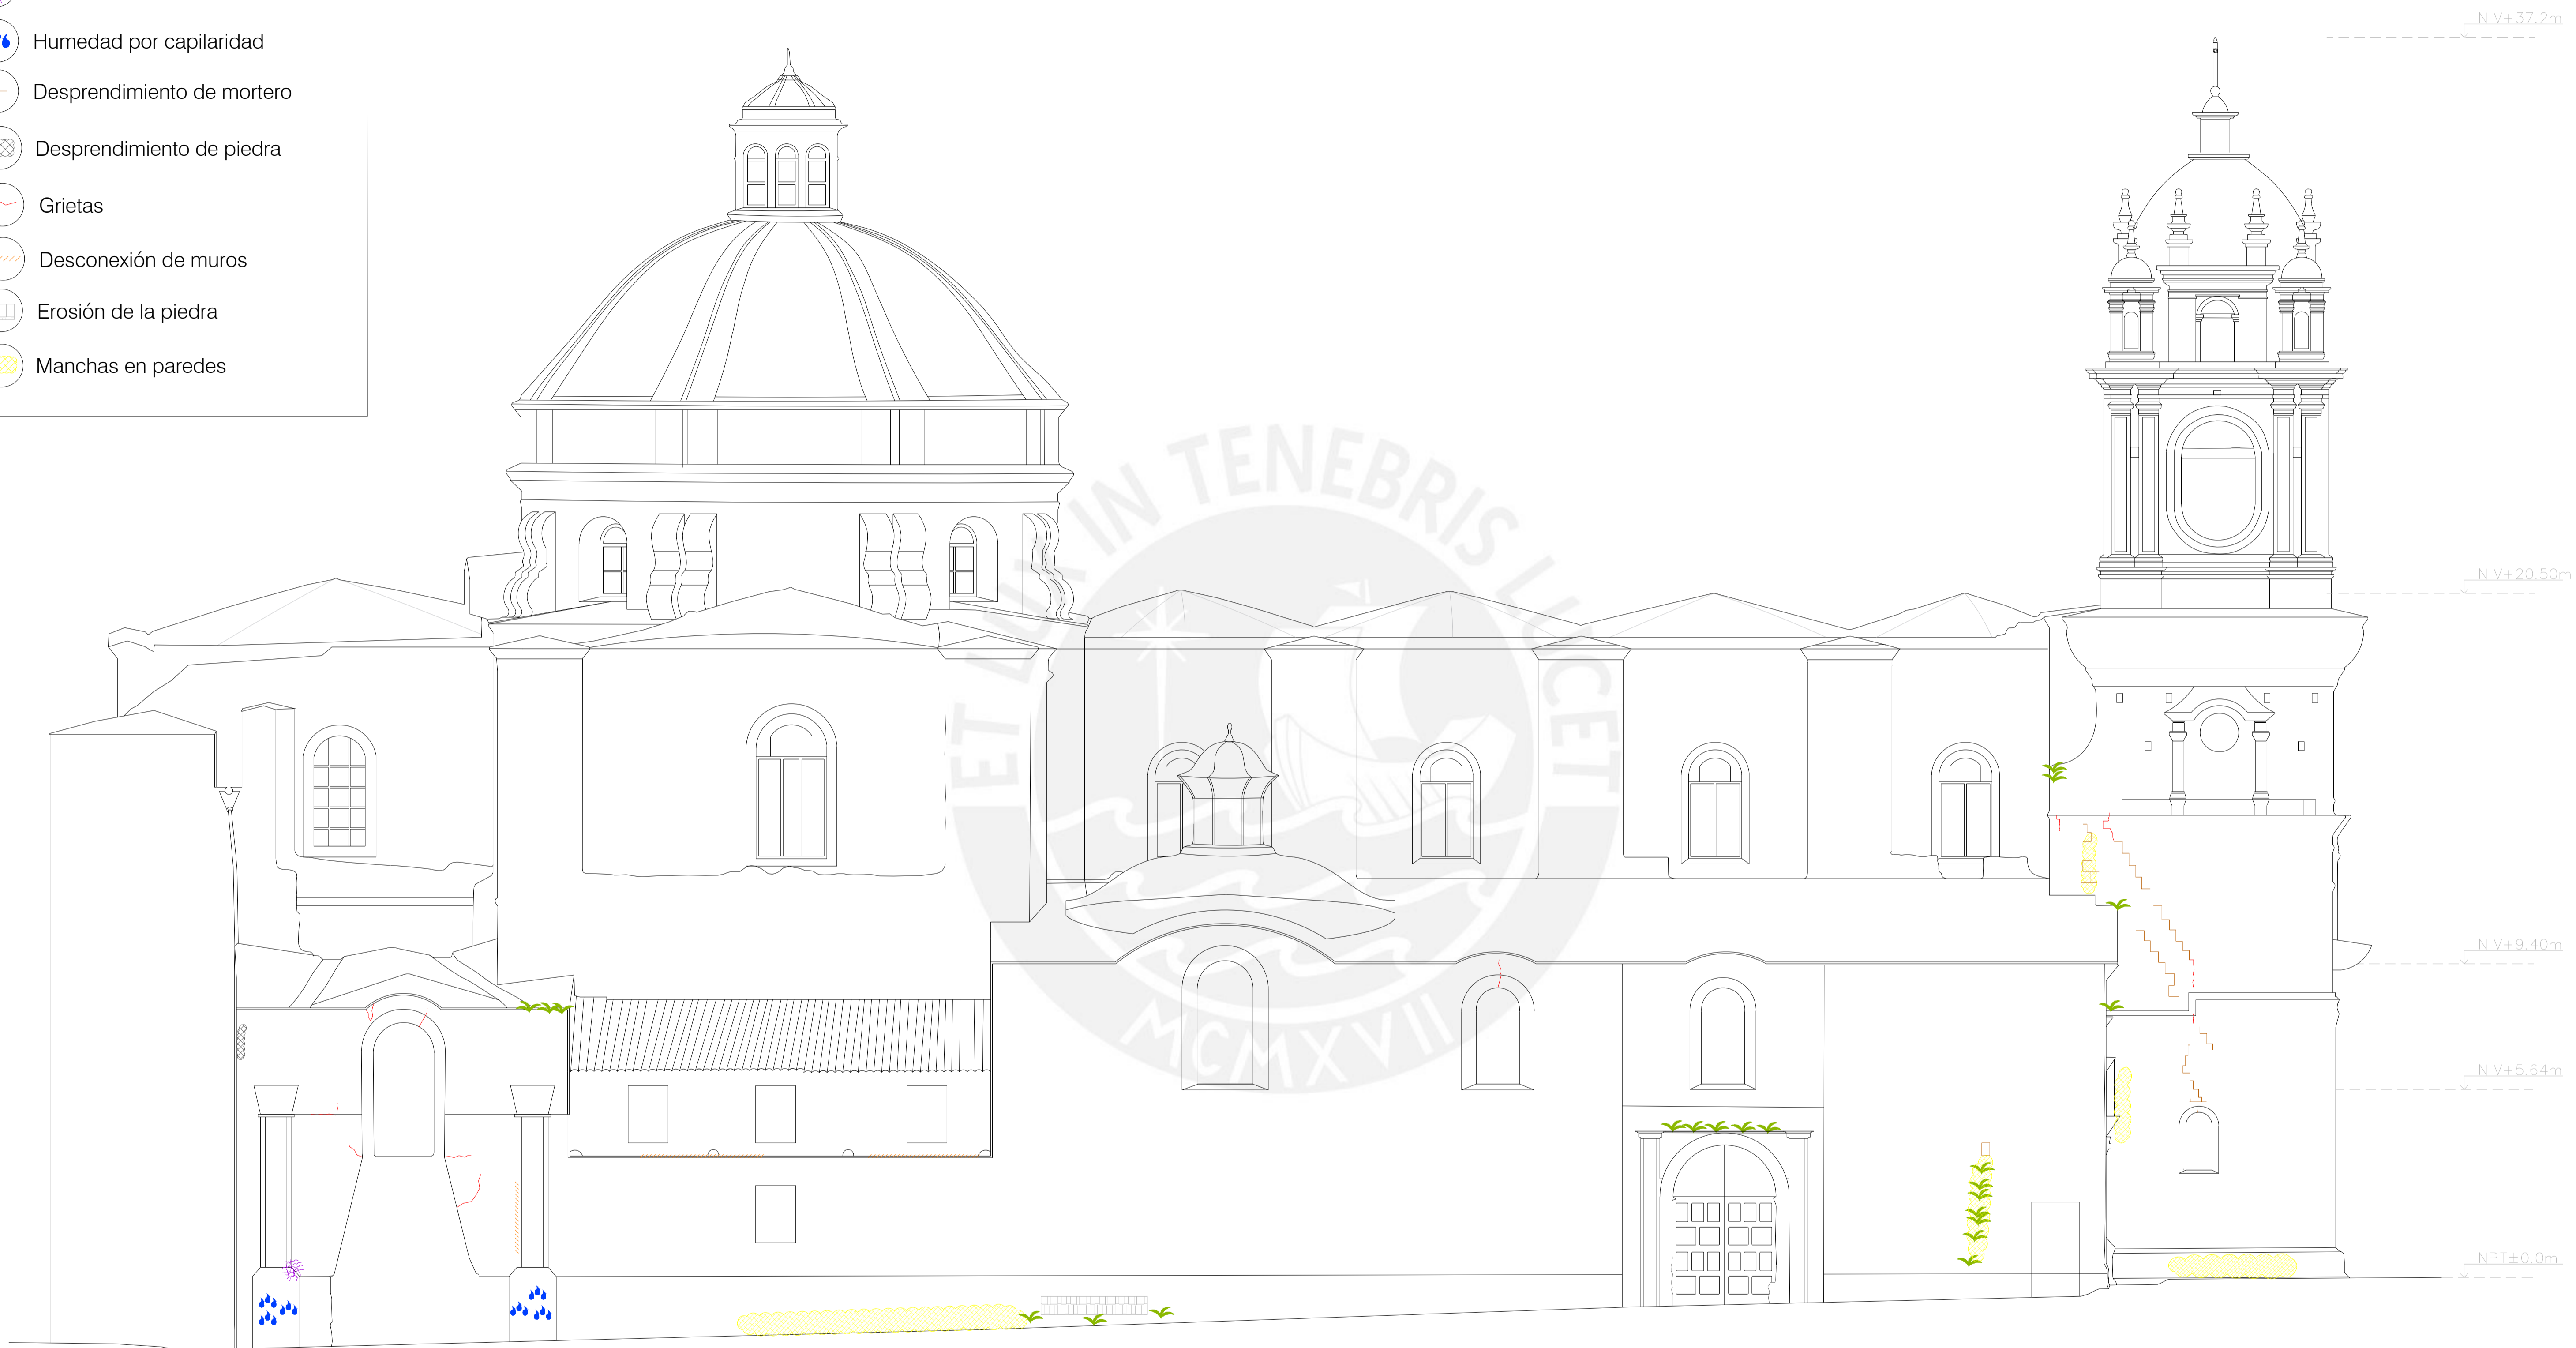 Humedad por capilaridad
Desprendimiento de mortero
Desprendimiento de piedra
Grietas
Desconexión de muros
Erosión de la piedra
Manchas en paredes
NIV+37.2m
NIV+20.50m
NIV+9.40m
NIV+5.64m
NPT±0.0m
ET LUX IN TENEBRIS LUCET
MCMXVII